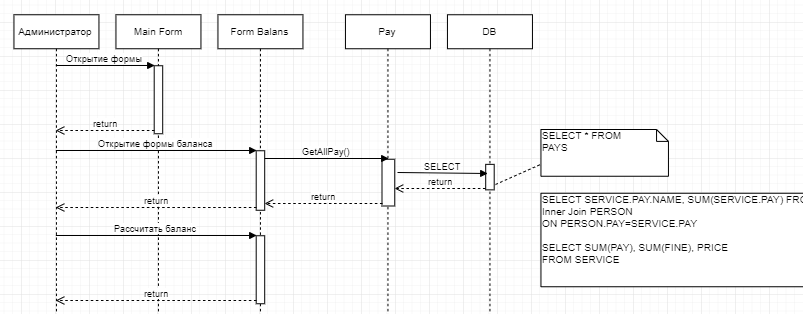 Администратор
Main Form
Form Balans
Pay
DB
Открытие формы
return
Открытие формы баланса
GetAllPay()
SELECT
return
return
return
Рассчитать баланс
return
SELECT * FROM
PAYS
SELECT SERVICE.PAY.NAME, SUM(SERVICE.PAY) FRO
Inner Join PERSON
ON PERSON.PAY=SERVICE.PAY
SELECT SUM(PAY), SUM(FINE), PRICE
FROM SERVICE